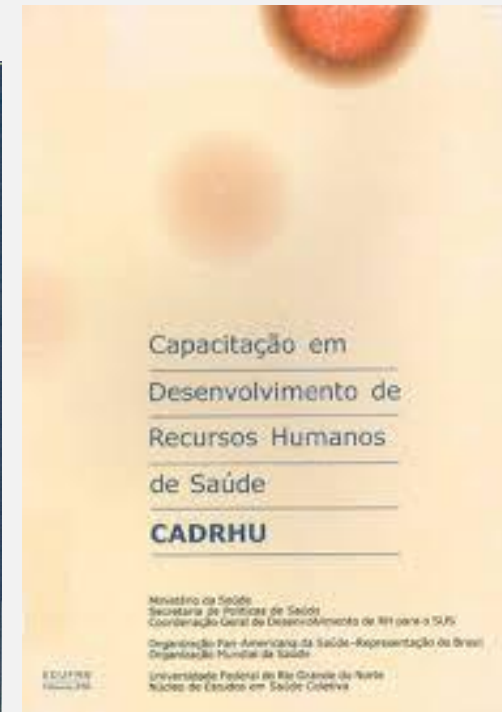 Capacitação em
Desenvolvimento de
Recursos Humanos
de Saúde
CADRHU
Ministério da Saúde
Secretaria de Políticas de Saúde
Coordenação Geral de Desenvolvimento de RH para o SUS
Organização Pan-Americana da Saúde-Representação do Brasil
Organização Mundial da Saúde
Universidade Federal do Rio Grande do Norte
Núcleo de Estudos em Saúde Coletiva
EDUFRN